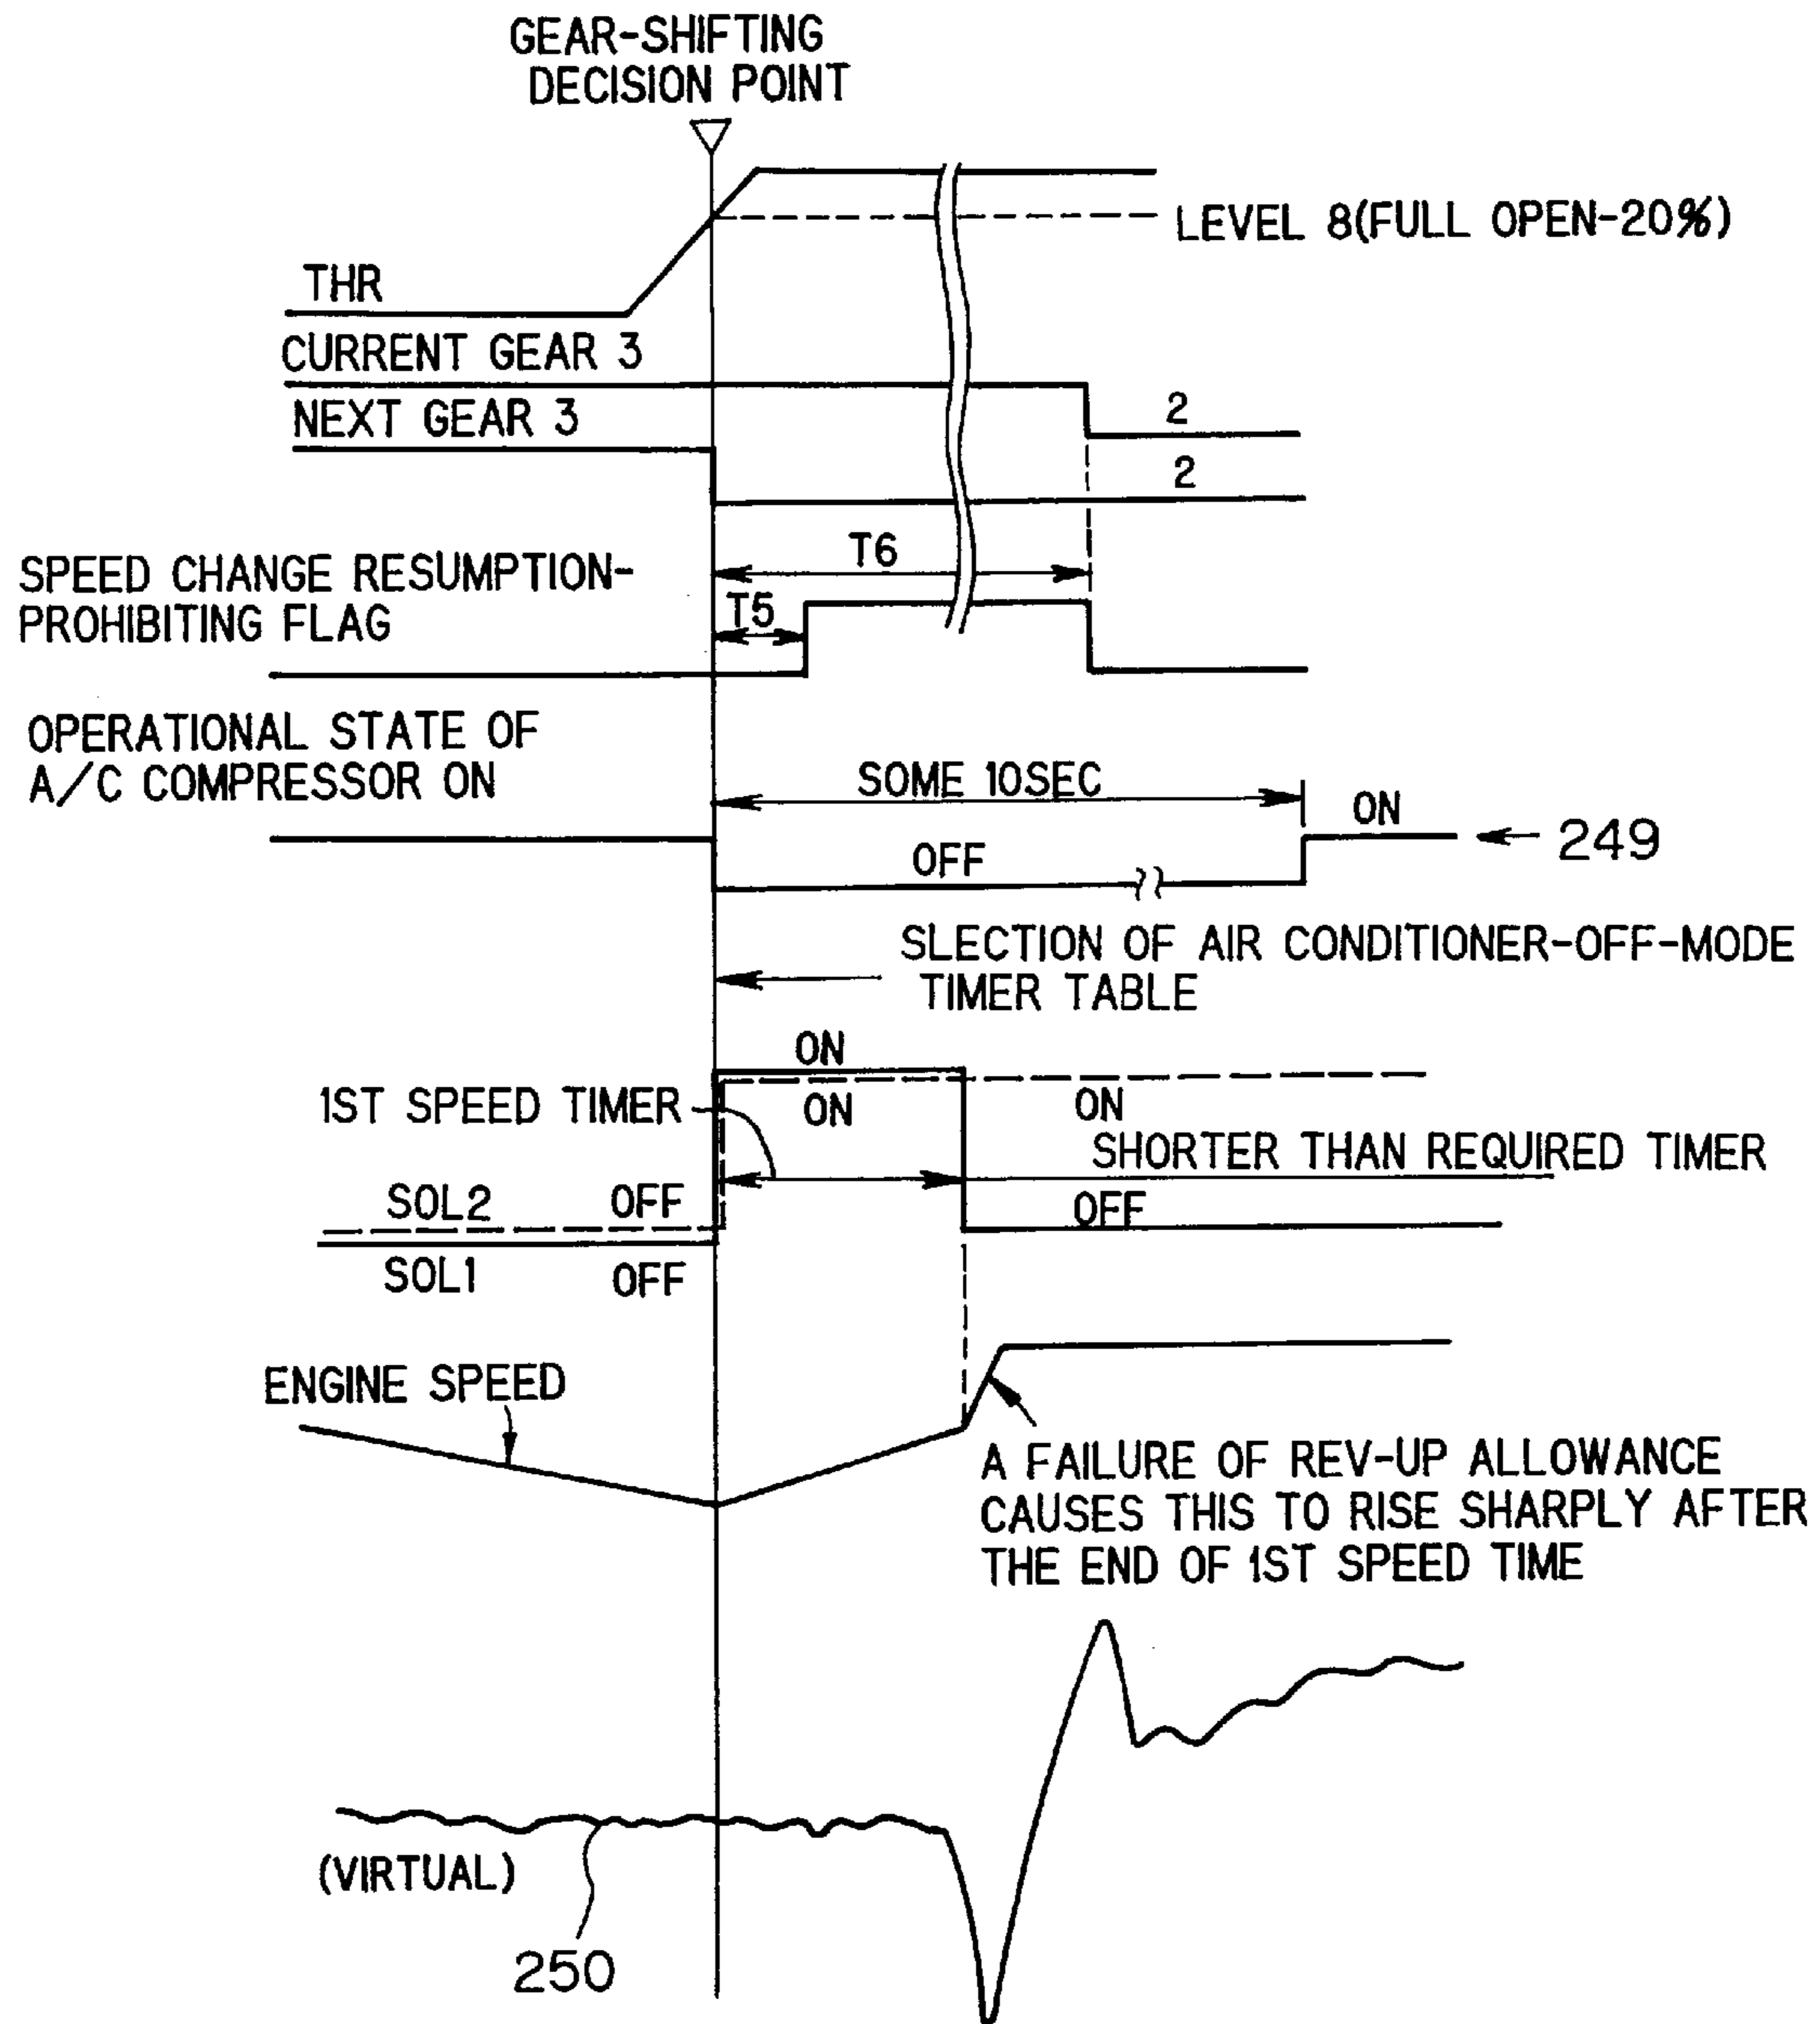 GEAR-SHIFTING
DECISION POINT
LEVEL 8(FULL OPEN-20%)
THR
CURRENT GEAR 3
2
NEXT GEAR 3
2
T6
SPEED CHANGE RESUMPTION-
PROHIBITING FLAG
T5
OPERATIONAL STATE OF
A/C COMPRESSOR ON
SOME 10SEC
ON
249
OFF
SLECTION OF AIR CONDITIONER-OFF-MODE
TIMER TABLE
ON
1ST SPEED TIMER
ON
ON
SHORTER THAN REQUIRED TIMER
SOL2 OFF
OFF
SOL1 OFF
ENGINE SPEED
A FAILURE OF REV-UP ALLOWANCE
CAUSES THIS TO RISE SHARPLY AFTER
THE END OF 1ST SPEED TIME
(VIRTUAL)
250